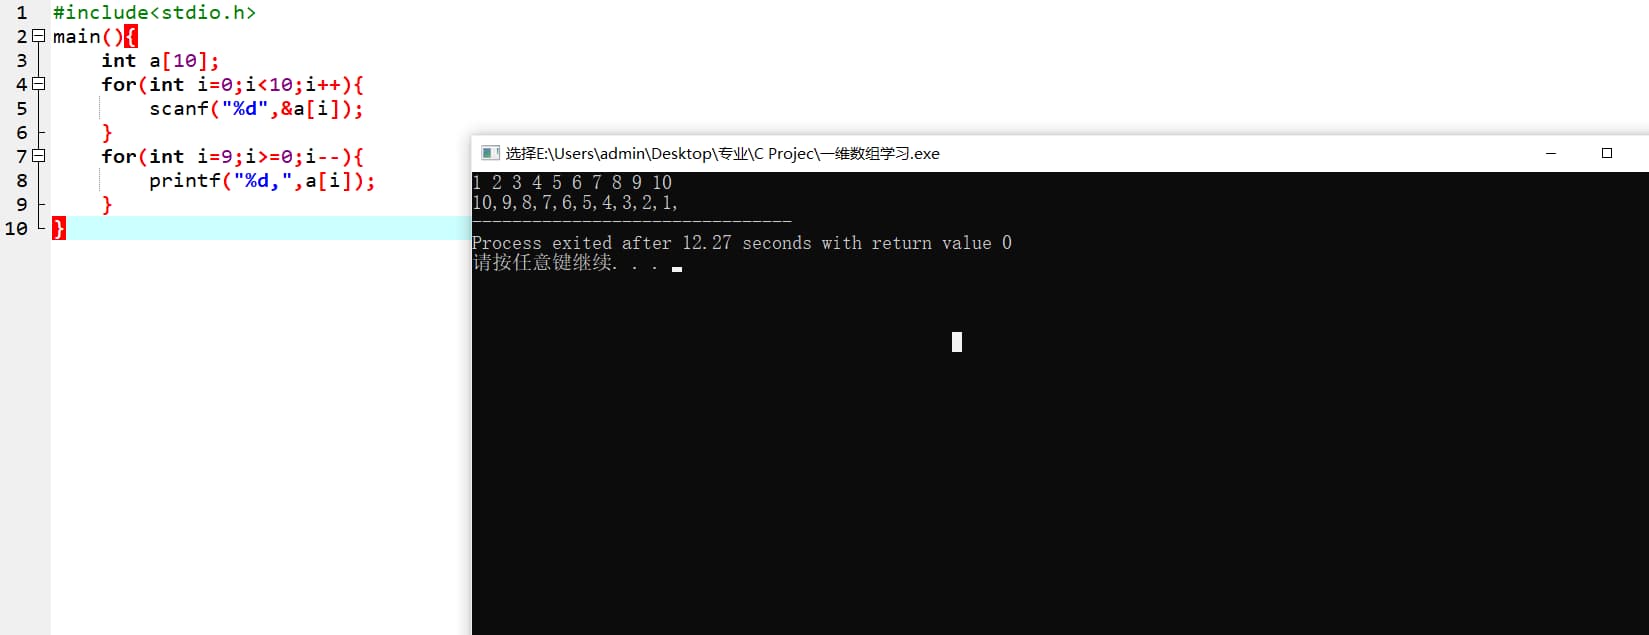 1 #include<stdio.h>
2 main(){
3 int a[10];
4 for(int i=0;i<10;i++){
5 scanf("%d",&a[i]);
6 }
7 for(int i=9;i>=0;i--){
8 printf("%d,",a[i]);
9 }
10 }
选择E:\Users\admin\Desktop\专业\C Projec\一维数组学习.exe
1 2 3 4 5 6 7 8 9 10
10,9,8,7,6,5,4,3,2,1,
--------------------------------
Process exited after 12.27 seconds with return value 0
请按任意键继续. . .